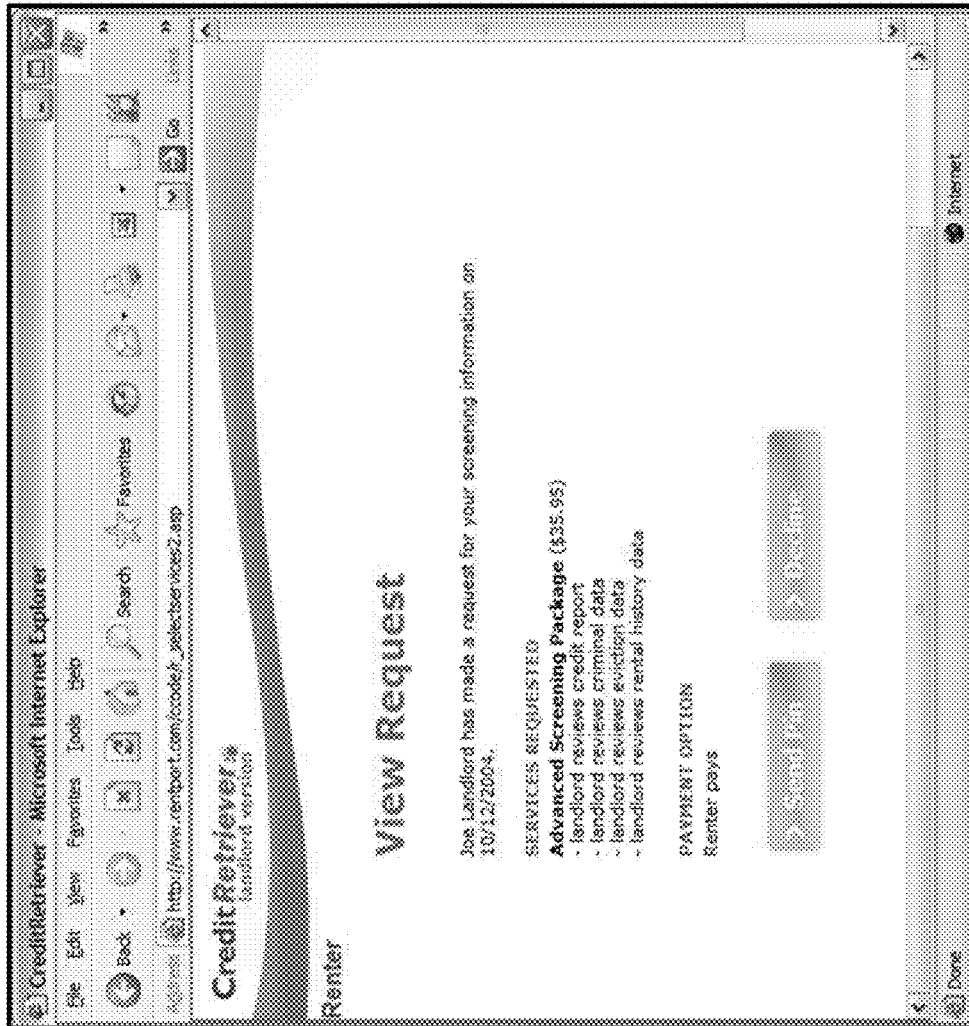 CreditRetriever - Microsoft Internet Explorer
File Edit View Favorites Tools Help
Back Search Favorites
Address http://www.rentport.com/ccode/r_selectservices2.asp Go Links
CreditRetriever®
landlord version
Renter
View Request
Joe Landlord has made a request for your screening information on
10/12/2004.
SERVICES REQUESTED
Advanced Screening Package ($35.95)
- landlord reviews credit report
- landlord reviews criminal data
- landlord reviews eviction data
- landlord reviews rental history data
PAYMENT OPTION
Renter pays
Done Internet